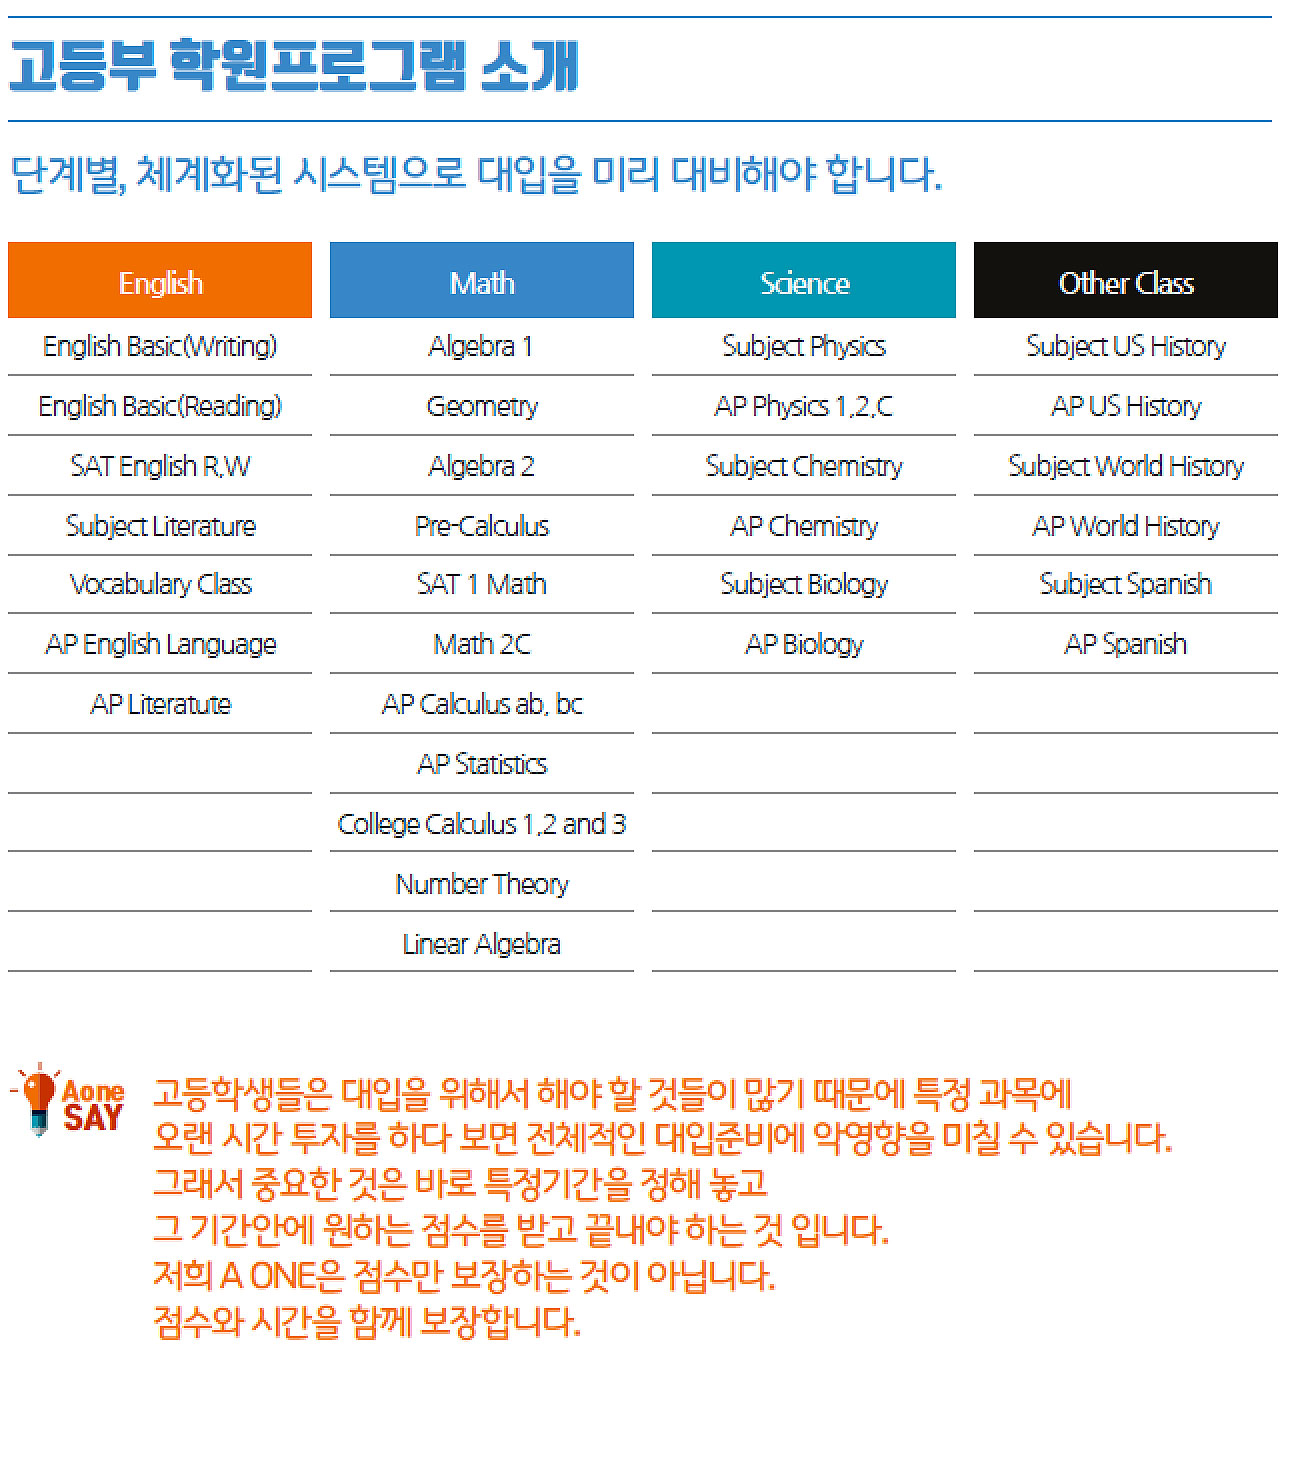 고등부 학원프로그램 소개
단계별, 체계화된 시스템으로 대입을 미리 대비해야 합니다.
English Math Science Other Class
English Basic(Writing) Algebra 1 Subject Physics Subject US History
English Basic(Reading) Geometry AP Physics 1,2,C AP US History
SAT English R,W Algebra 2 Subject Chemistry Subject World History
Subject Literature Pre-Calculus AP Chemistry AP World History
Vocabulary Class SAT 1 Math Subject Biology Subject Spanish
AP English Language Math 2C AP Biology AP Spanish
AP Literatute AP Calculus ab, bc
AP Statistics
College Calculus 1,2 and 3
Number Theory
Linear Algebra
Aone
SAY
고등학생들은 대입을 위해서 해야 할 것들이 많기 때문에 특정 과목에
오랜 시간 투자를 하다 보면 전체적인 대입준비에 악영향을 미칠 수 있습니다.
그래서 중요한 것은 바로 특정기간을 정해 놓고
그 기간안에 원하는 점수를 받고 끝내야 하는 것 입니다.
저희 A ONE은 점수만 보장하는 것이 아닙니다.
점수와 시간을 함께 보장합니다.